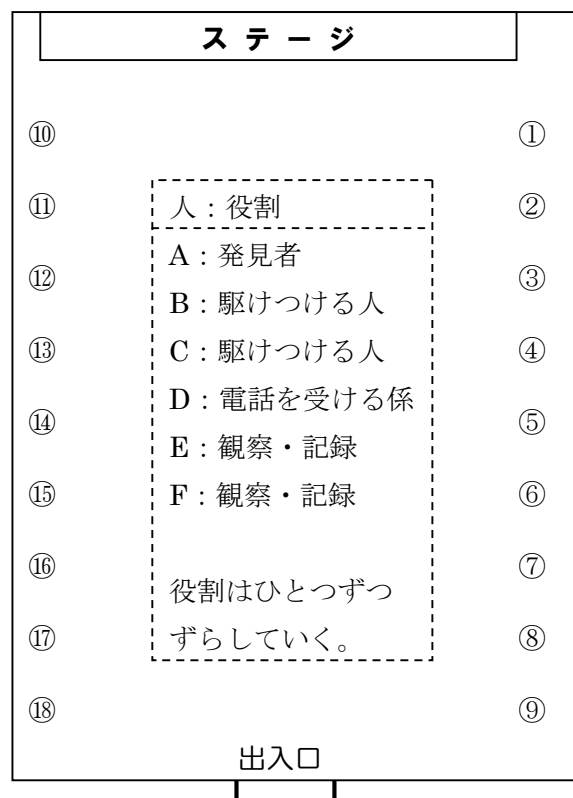 ステージ
⑩
①
⑪
人：役割
②
A：発見者
⑫
③
B：駆けつける人
⑬
C：駆けつける人
④
D：電話を受ける係
⑭
⑤
E：観察・記録
⑮
F：観察・記録
⑥
⑯
⑦
役割はひとつずつ
⑰
ずらしていく。
⑧
⑱
⑨
出入口